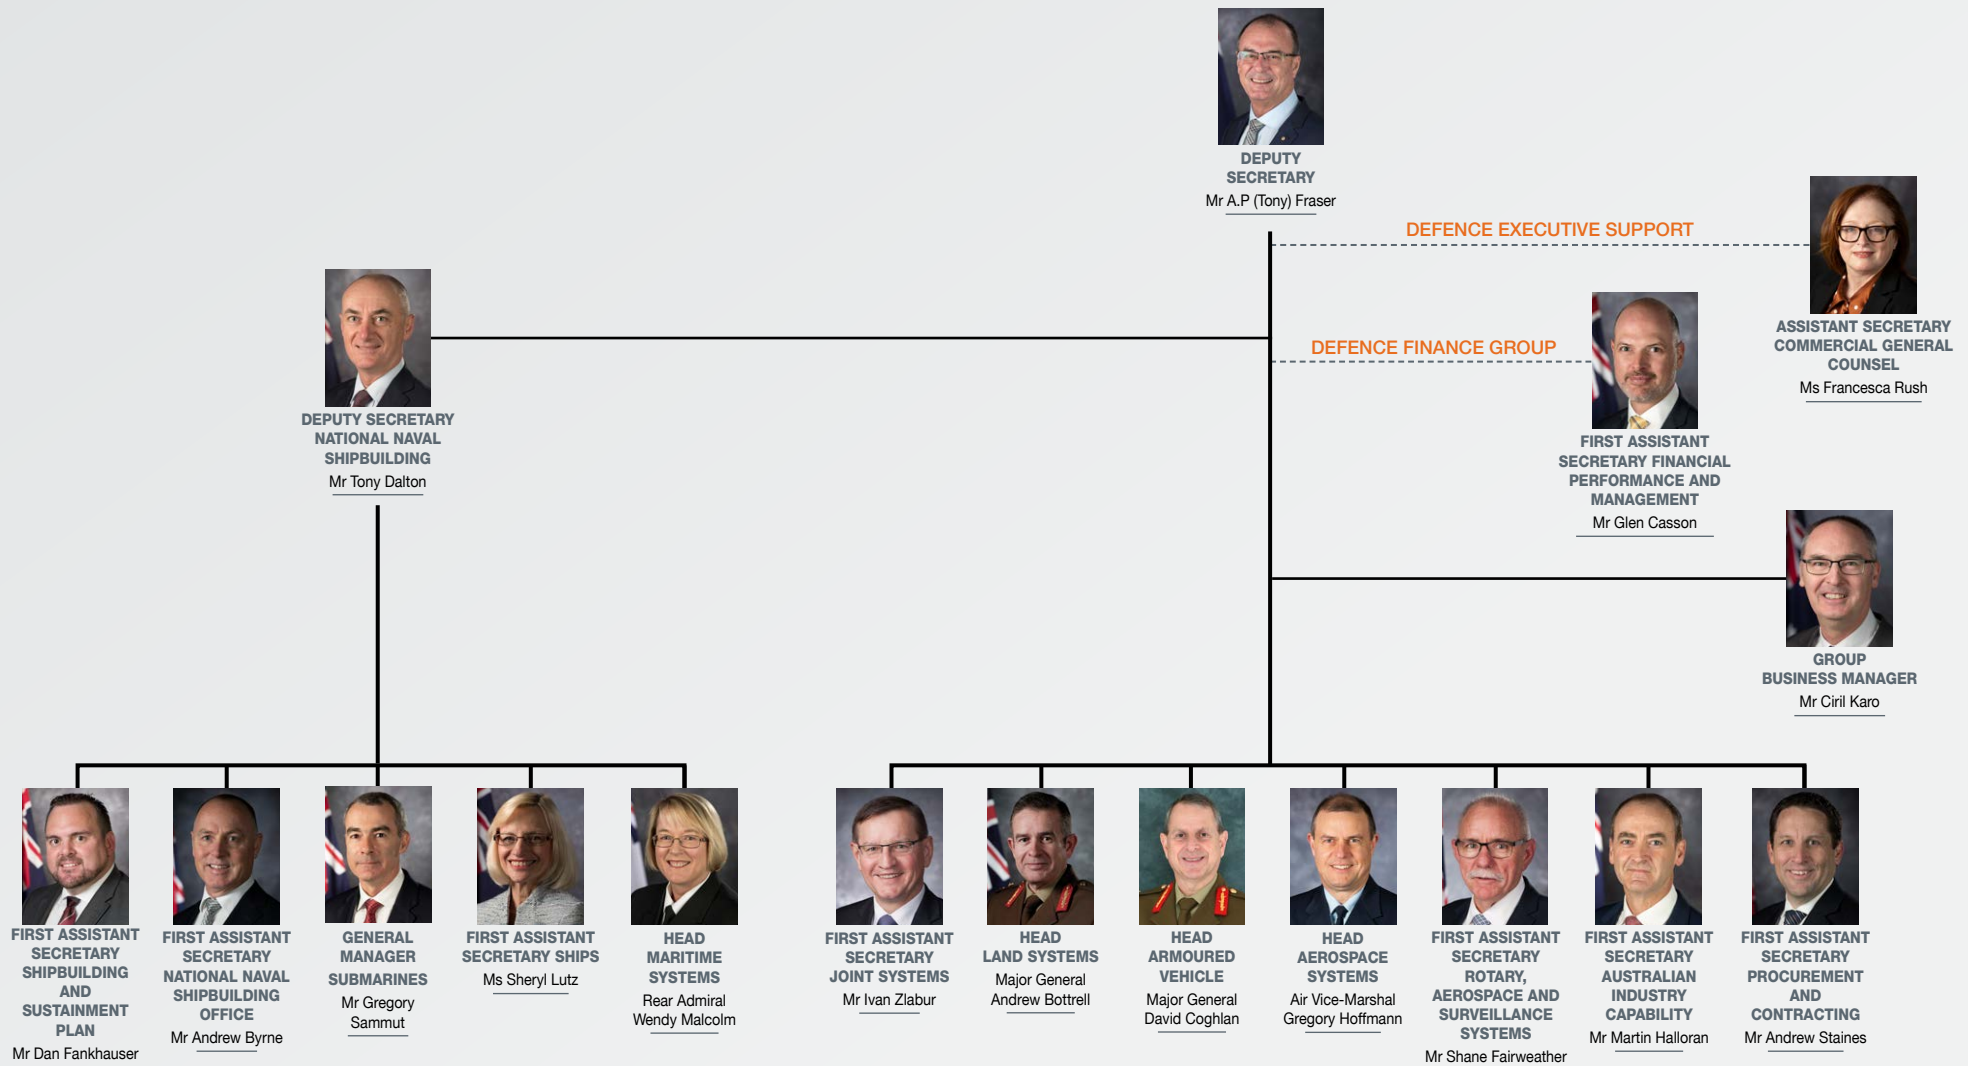 DEPUTY
SECRETARY
Mr A.P (Tony) Fraser
DEFENCE EXECUTIVE SUPPORT
ASSISTANT SECRETARY
COMMERCIAL GENERAL
COUNSEL
Ms Francesca Rush
DEFENCE FINANCE GROUP
FIRST ASSISTANT
SECRETARY FINANCIAL
PERFORMANCE AND
MANAGEMENT
Mr Glen Casson
DEPUTY SECRETARY
NATIONAL NAVAL
SHIPBUILDING
Mr Tony Dalton
GROUP
BUSINESS MANAGER
Mr Ciril Karo
FIRST ASSISTANT
SECRETARY
SHIPBUILDING
AND
SUSTAINMENT
PLAN
Mr Dan Fankhauser
FIRST ASSISTANT
SECRETARY
NATIONAL NAVAL
SHIPBUILDING
OFFICE
Mr Andrew Byrne
GENERAL
MANAGER
SUBMARINES
Mr Gregory
Sammut
FIRST ASSISTANT
SECRETARY SHIPS
Ms Sheryl Lutz
HEAD
MARITIME
SYSTEMS
Rear Admiral
Wendy Malcolm
FIRST ASSISTANT
SECRETARY
JOINT SYSTEMS
Mr Ivan Zlabur
HEAD
LAND SYSTEMS
Major General
Andrew Bottrell
HEAD
ARMOURED
VEHICLE
Major General
David Coghlan
HEAD
AEROSPACE
SYSTEMS
Air Vice-Marshal
Gregory Hoffmann
FIRST ASSISTANT
SECRETARY
ROTARY,
AEROSPACE AND
SURVEILLANCE
SYSTEMS
Mr Shane Fairweather
FIRST ASSISTANT
SECRETARY
AUSTRALIAN
INDUSTRY
CAPABILITY
Mr Martin Halloran
FIRST ASSISTANT
SECRETARY
PROCUREMENT
AND
CONTRACTING
Mr Andrew Staines